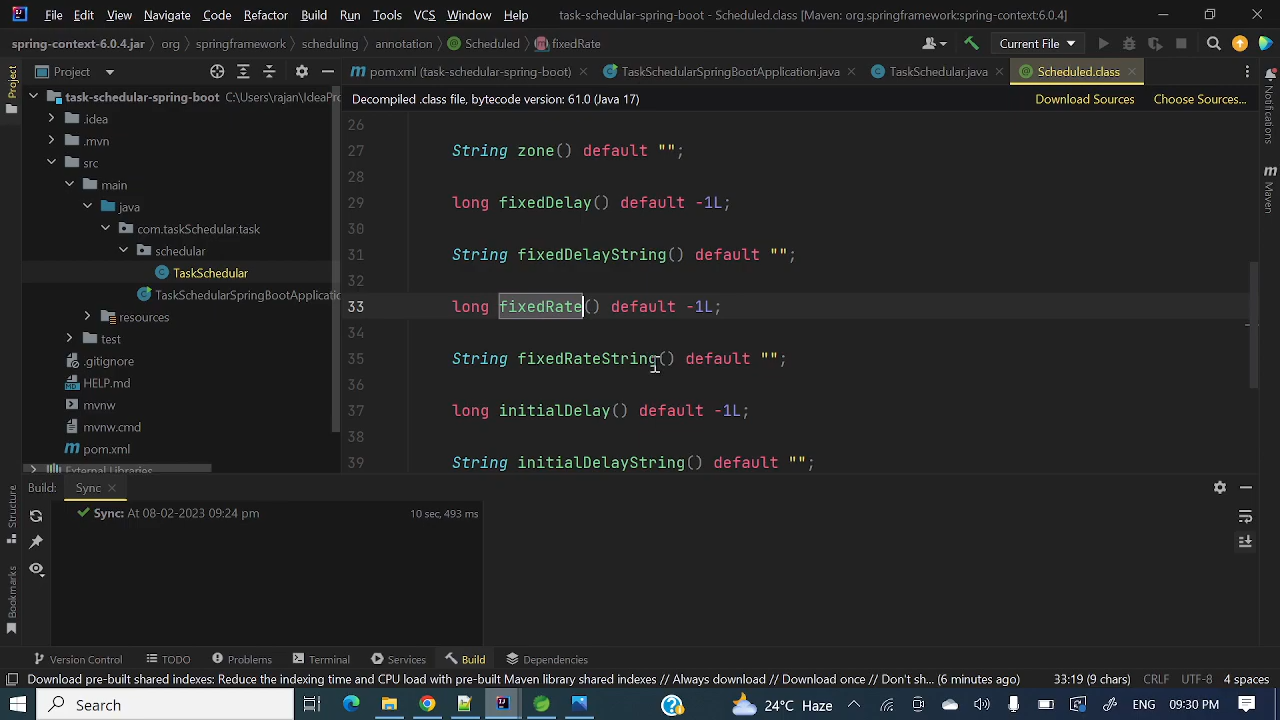 File Edit View Navigate Code Refactor Build Run Tools VCS Window Help task-schedular-spring-boot - Scheduled.class [Maven: org.springframework:spring-context:6.0.4]
spring-context-6.0.4.jar org springframework scheduling annotation Scheduled fixedRate Current File
Project Project pom.xml (task-schedular-spring-boot) TaskSchedularSpringBootApplication.java TaskSchedular.java Scheduled.class
task-schedular-spring-boot C:\Users\rajan\IdeaPro
Decompiled .class file, bytecode version: 61.0 (Java 17) Download Sources Choose Sources...
.idea
.mvn
src
main
java
com.taskSchedular.task
schedular
TaskSchedular
TaskSchedularSpringBootApplicatio
resources
test
.gitignore
HELP.md
mvnw
mvnw.cmd
pom.xml
External Libraries
26
27 String zone() default "";
28
29 long fixedDelay() default -1L;
30
31 String fixedDelayString() default "";
32
33 long fixedRate() default -1L;
34
35 String fixedRateString() default "";
36
37 long initialDelay() default -1L;
38
39 String initialDelayString() default "";
Notifications
Maven
Structure
Bookmarks
Build: Sync
Sync: At 08-02-2023 09:24 pm 10 sec, 493 ms
Version Control TODO Problems Terminal Services Build Dependencies
Download pre-built shared indexes: Reduce the indexing time and CPU load with pre-built Maven library shared indexes // Always download // Download once // Don't sh... (6 minutes ago) 33:19 (9 chars) CRLF UTF-8 4 spaces
Search 24°C Haze ENG 09:30 PM